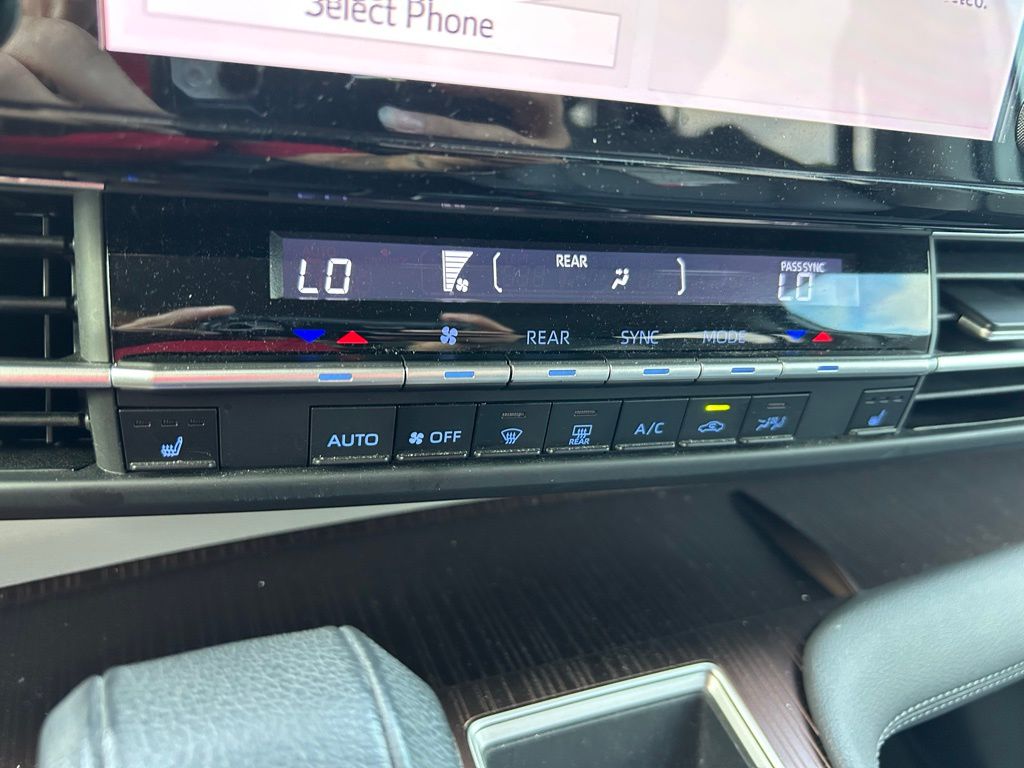 Select Phone
REAR
PASS SYNC
LO
LO
REAR SYNC MODE
AUTO OFF REAR A/C